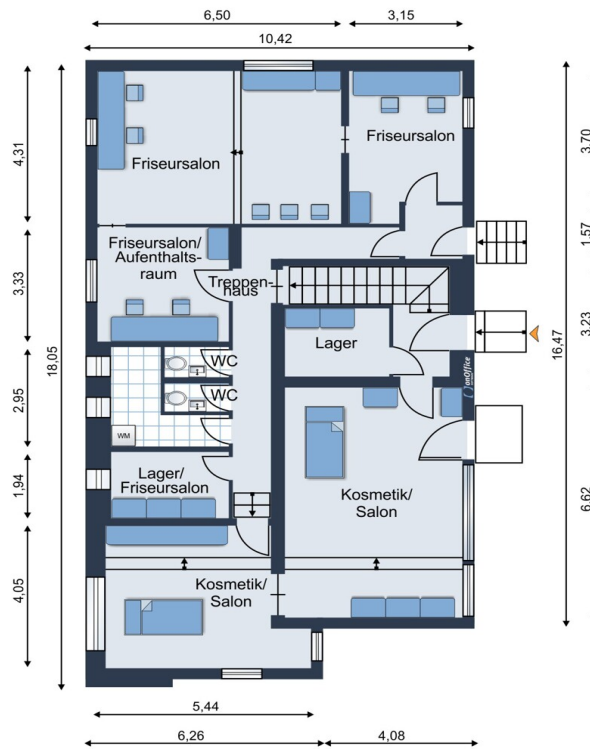 6,50
3,15
10,42
4,31
3,33
2,95
1,94
4,05
18,05
3,70
1,57
3,23
6,62
16,47
Friseursalon
Friseursalon
Friseursalon/
Aufenthalts-
raum
Treppen-
haus
Lager
WC
WC
WM
Lager/
Friseursalon
Kosmetik/
Salon
Kosmetik/
Salon
onOffice
5,44
6,26
4,08